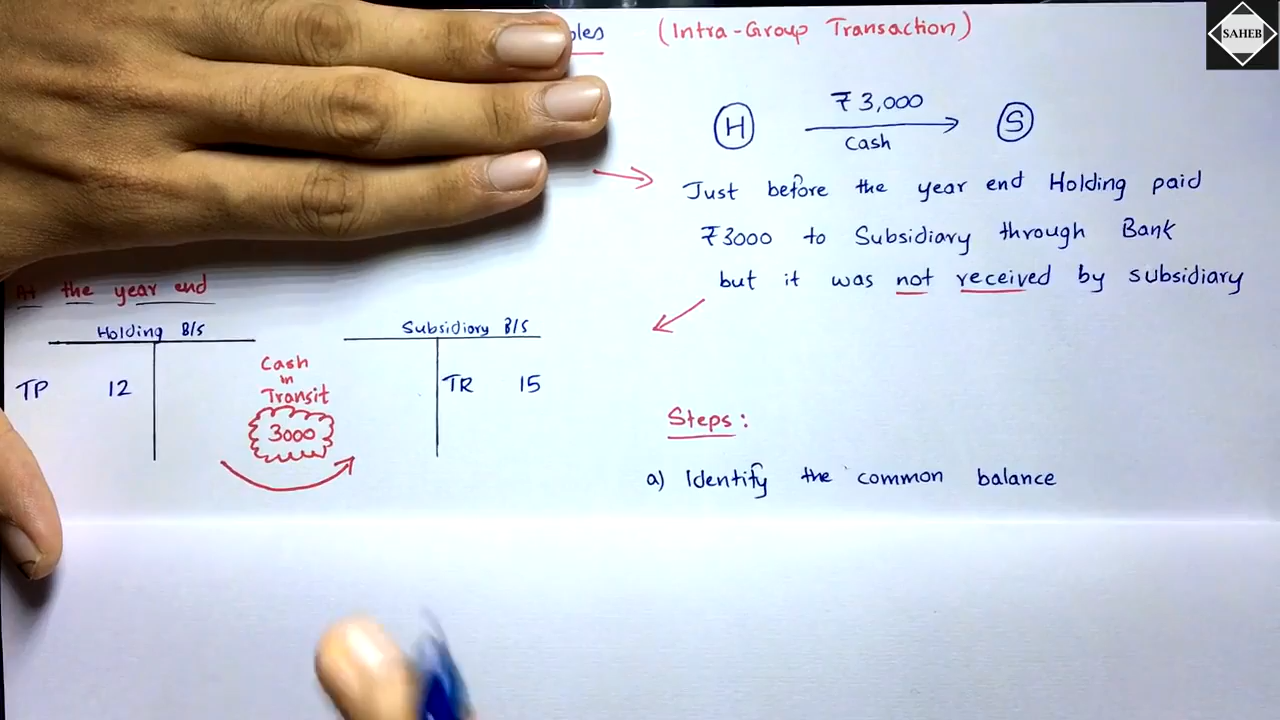 (Intra-Group Transaction)
SAHEB
₹3,000
H
S
Cash
Just before the year end Holding paid
₹3000 to Subsidiary through Bank
but it was not received by subsidiary
At the year end
Holding B/S
Subsidiary B/S
Cash
in
Transit
3000
TP 12
TR 15
Steps:
a) Identify the common balance